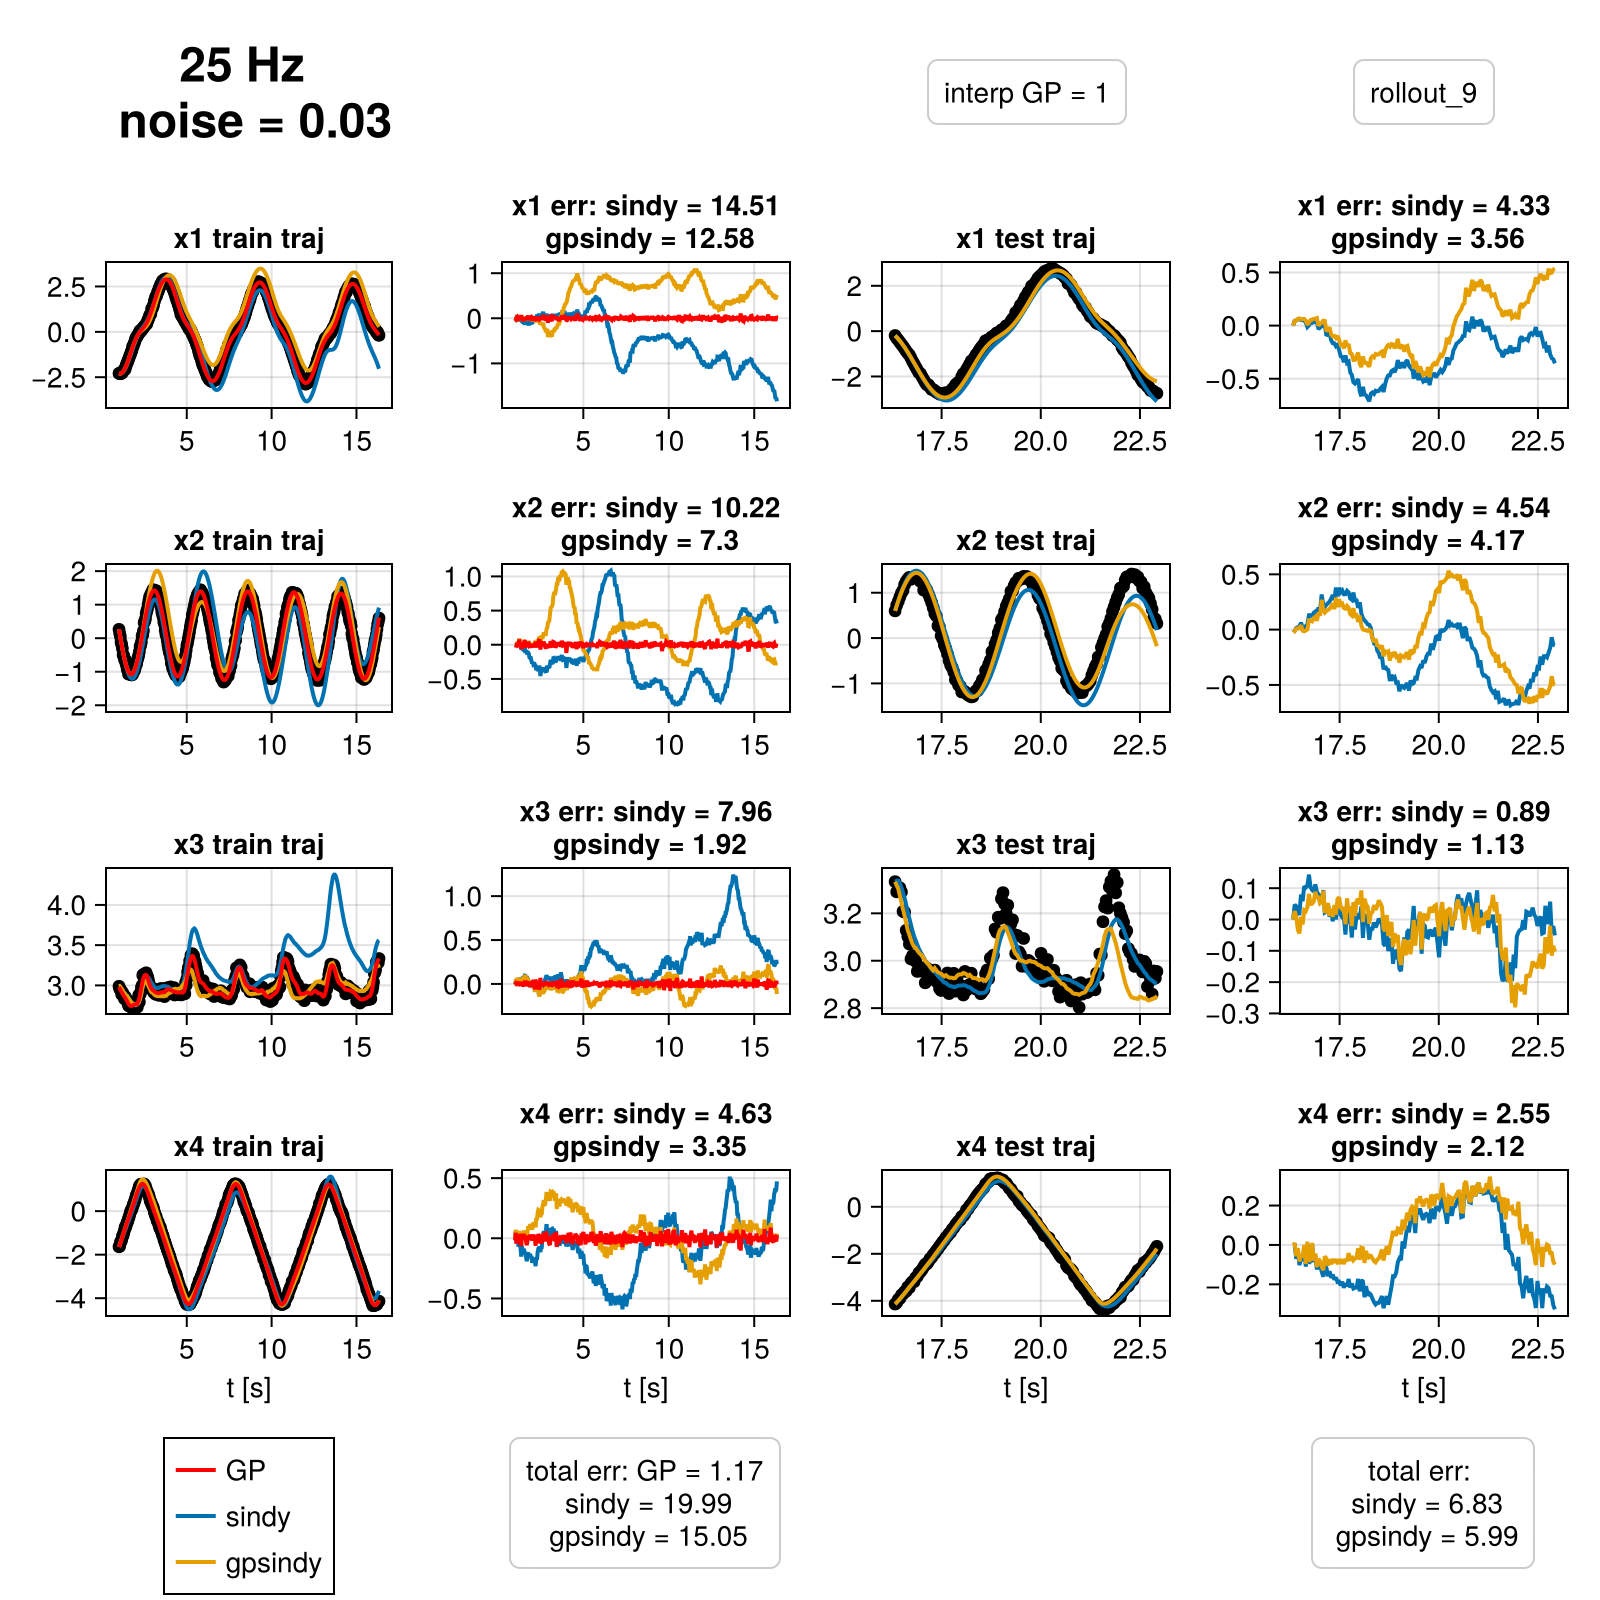 25 Hz
noise = 0.03
interp GP = 1
rollout_9
x1 train traj
2.5
0.0
−2.5
5 10 15
x1 err: sindy = 14.51
gpsindy = 12.58
1
0
−1
5 10 15
x1 test traj
2
0
−2
17.5 20.0 22.5
x1 err: sindy = 4.33
gpsindy = 3.56
0.5
0.0
−0.5
17.5 20.0 22.5
x2 train traj
2
1
0
−1
−2
5 10 15
x2 err: sindy = 10.22
gpsindy = 7.3
1.0
0.5
0.0
−0.5
5 10 15
x2 test traj
1
0
−1
17.5 20.0 22.5
x2 err: sindy = 4.54
gpsindy = 4.17
0.5
0.0
−0.5
17.5 20.0 22.5
x3 train traj
4.0
3.5
3.0
5 10 15
x3 err: sindy = 7.96
gpsindy = 1.92
1.0
0.5
0.0
5 10 15
x3 test traj
3.2
3.0
2.8
17.5 20.0 22.5
x3 err: sindy = 0.89
gpsindy = 1.13
0.1
0.0
−0.1
−0.2
−0.3
17.5 20.0 22.5
x4 train traj
0
−2
−4
5 10 15
t [s]
x4 err: sindy = 4.63
gpsindy = 3.35
0.5
0.0
−0.5
5 10 15
t [s]
x4 test traj
0
−2
−4
17.5 20.0 22.5
t [s]
x4 err: sindy = 2.55
gpsindy = 2.12
0.2
0.0
−0.2
17.5 20.0 22.5
t [s]
GP
sindy
gpsindy
total err: GP = 1.17
sindy = 19.99
gpsindy = 15.05
total err:
sindy = 6.83
gpsindy = 5.99